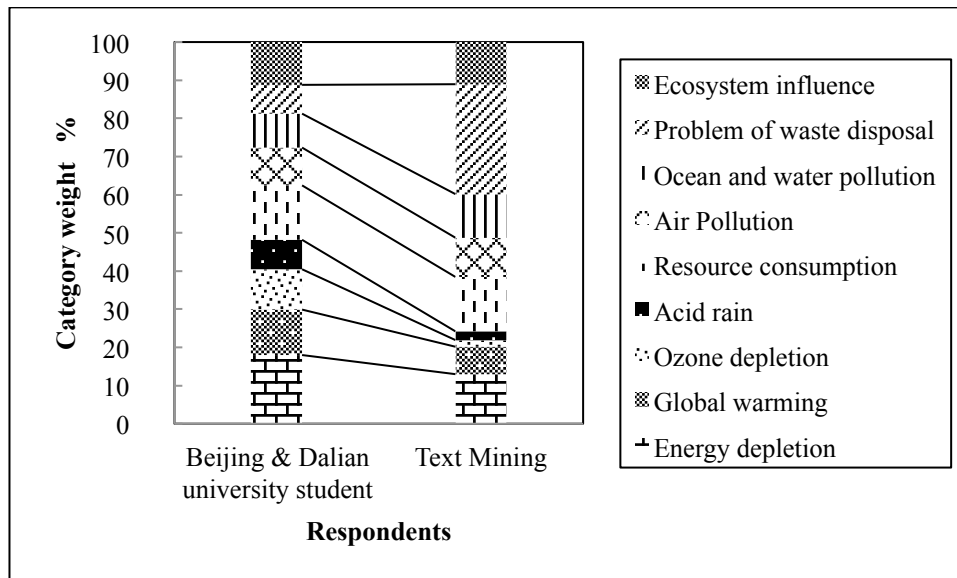 100
90
80
70
60
50
40
30
20
10
0
Category weight %
Beijing & Dalian
university student
Text Mining
Respondents
Ecosystem influence
Problem of waste disposal
Ocean and water pollution
Air Pollution
Resource consumption
Acid rain
Ozone depletion
Global warming
Energy depletion